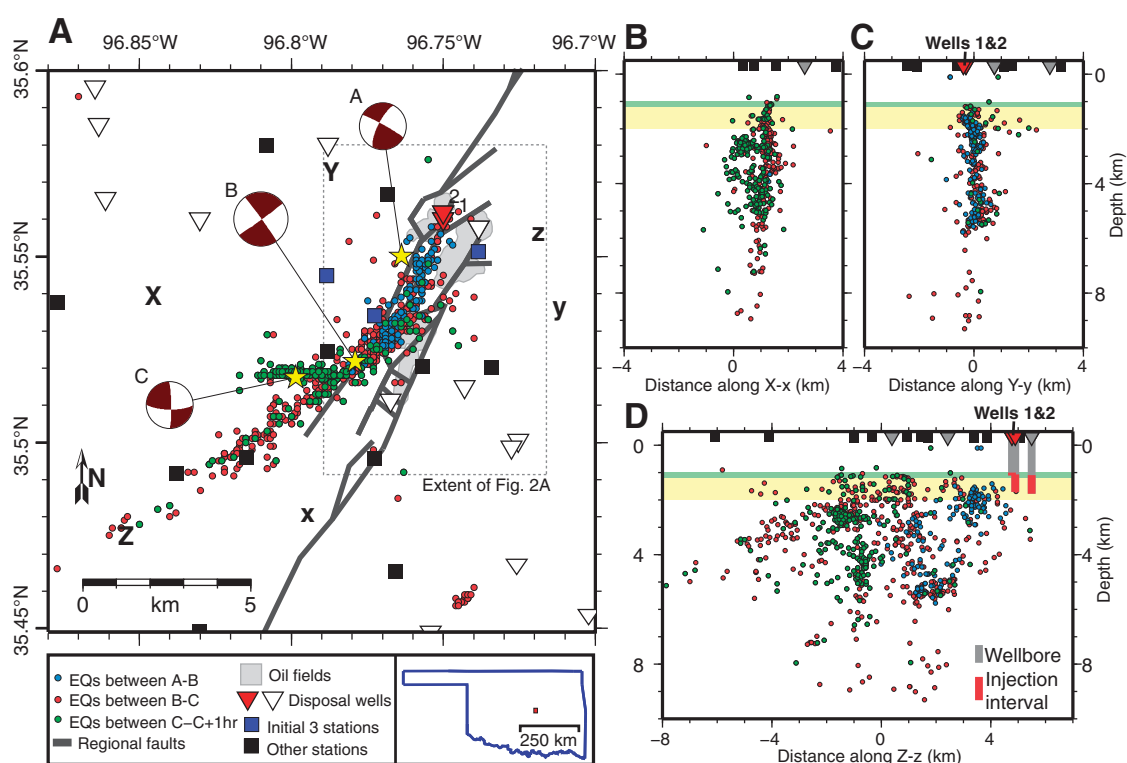 A
96.85°W
96.8°W
96.75°W
96.7°W
35.6°N
35.55°N
35.5°N
35.45°N
A
B
C
Y
X
2
1
z
y
x
Z
N
Extent of Fig. 2A
0
km
5
EQs between A-B
EQs between B-C
EQs between C–C+1hr
Regional faults
Oil fields
Disposal wells
Initial 3 stations
Other stations
250 km
B
−4
0
4
Distance along X-x (km)
C
Wells 1&2
0
4
8
Depth (km)
−4
0
4
Distance along Y-y (km)
D
Wells 1&2
0
4
8
0
4
8
Depth (km)
Wellbore
Injection
interval
−8
−4
0
4
Distance along Z-z (km)